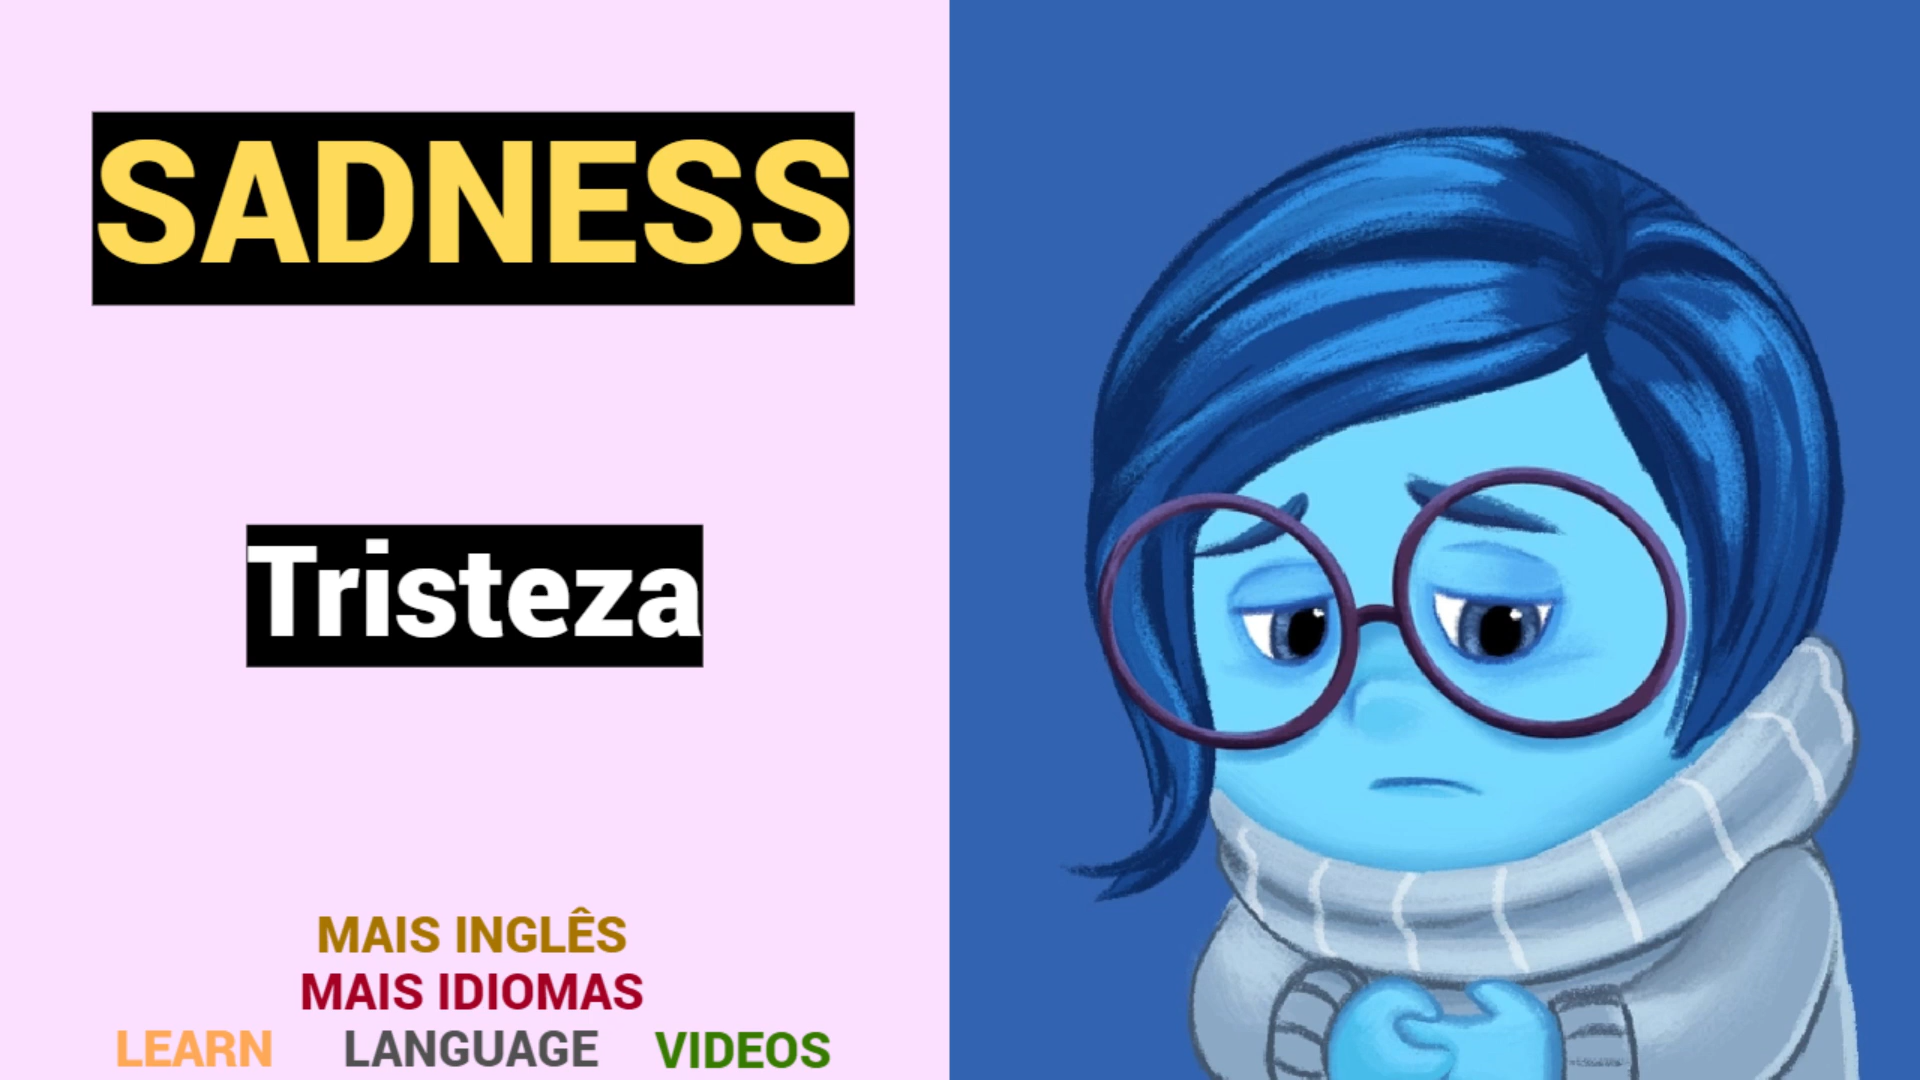 SADNESS
Tristeza
MAIS INGLÊS
MAIS IDIOMAS
LEARN LANGUAGE VIDEOS